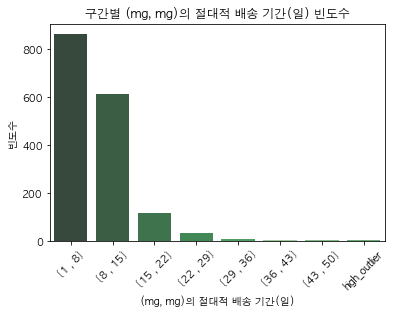 구간별 (mg, mg)의 절대적 배송 기간(일) 빈도수
800
600
400
200
0
빈도수
[1 , 8)
[8 , 15)
[15 , 22)
[22 , 29)
[29 , 36)
[36 , 43)
[43 , 50)
hgh_outlier
(mg, mg)의 절대적 배송 기간(일)